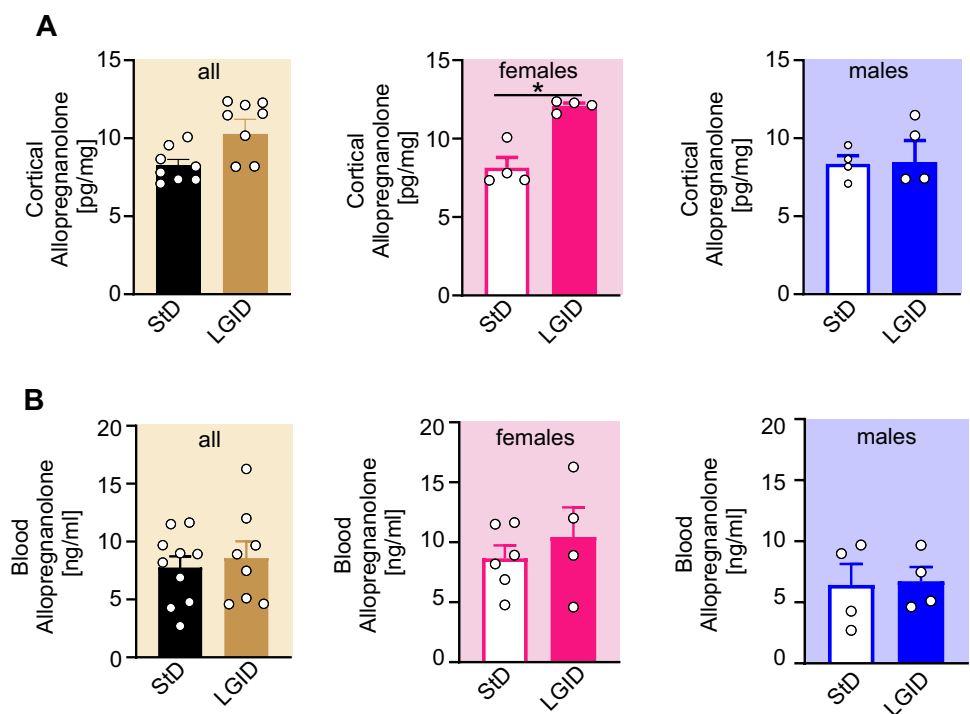 A
all
Cortical
Allopregnanolone
[pg/mg]
15
10
5
0
StD
LGID
females
*
Cortical
Allopregnanolone
[pg/mg]
15
10
5
0
StD
LGID
males
Cortical
Allopregnanolone
[pg/mg]
15
10
5
0
StD
LGID
B
all
Blood
Allopregnanolone
[ng/ml]
20
15
10
5
0
StD
LGID
females
Blood
Allopregnanolone
[ng/ml]
20
15
10
5
0
StD
LGID
males
Blood
Allopregnanolone
[ng/ml]
20
15
10
5
0
StD
LGID